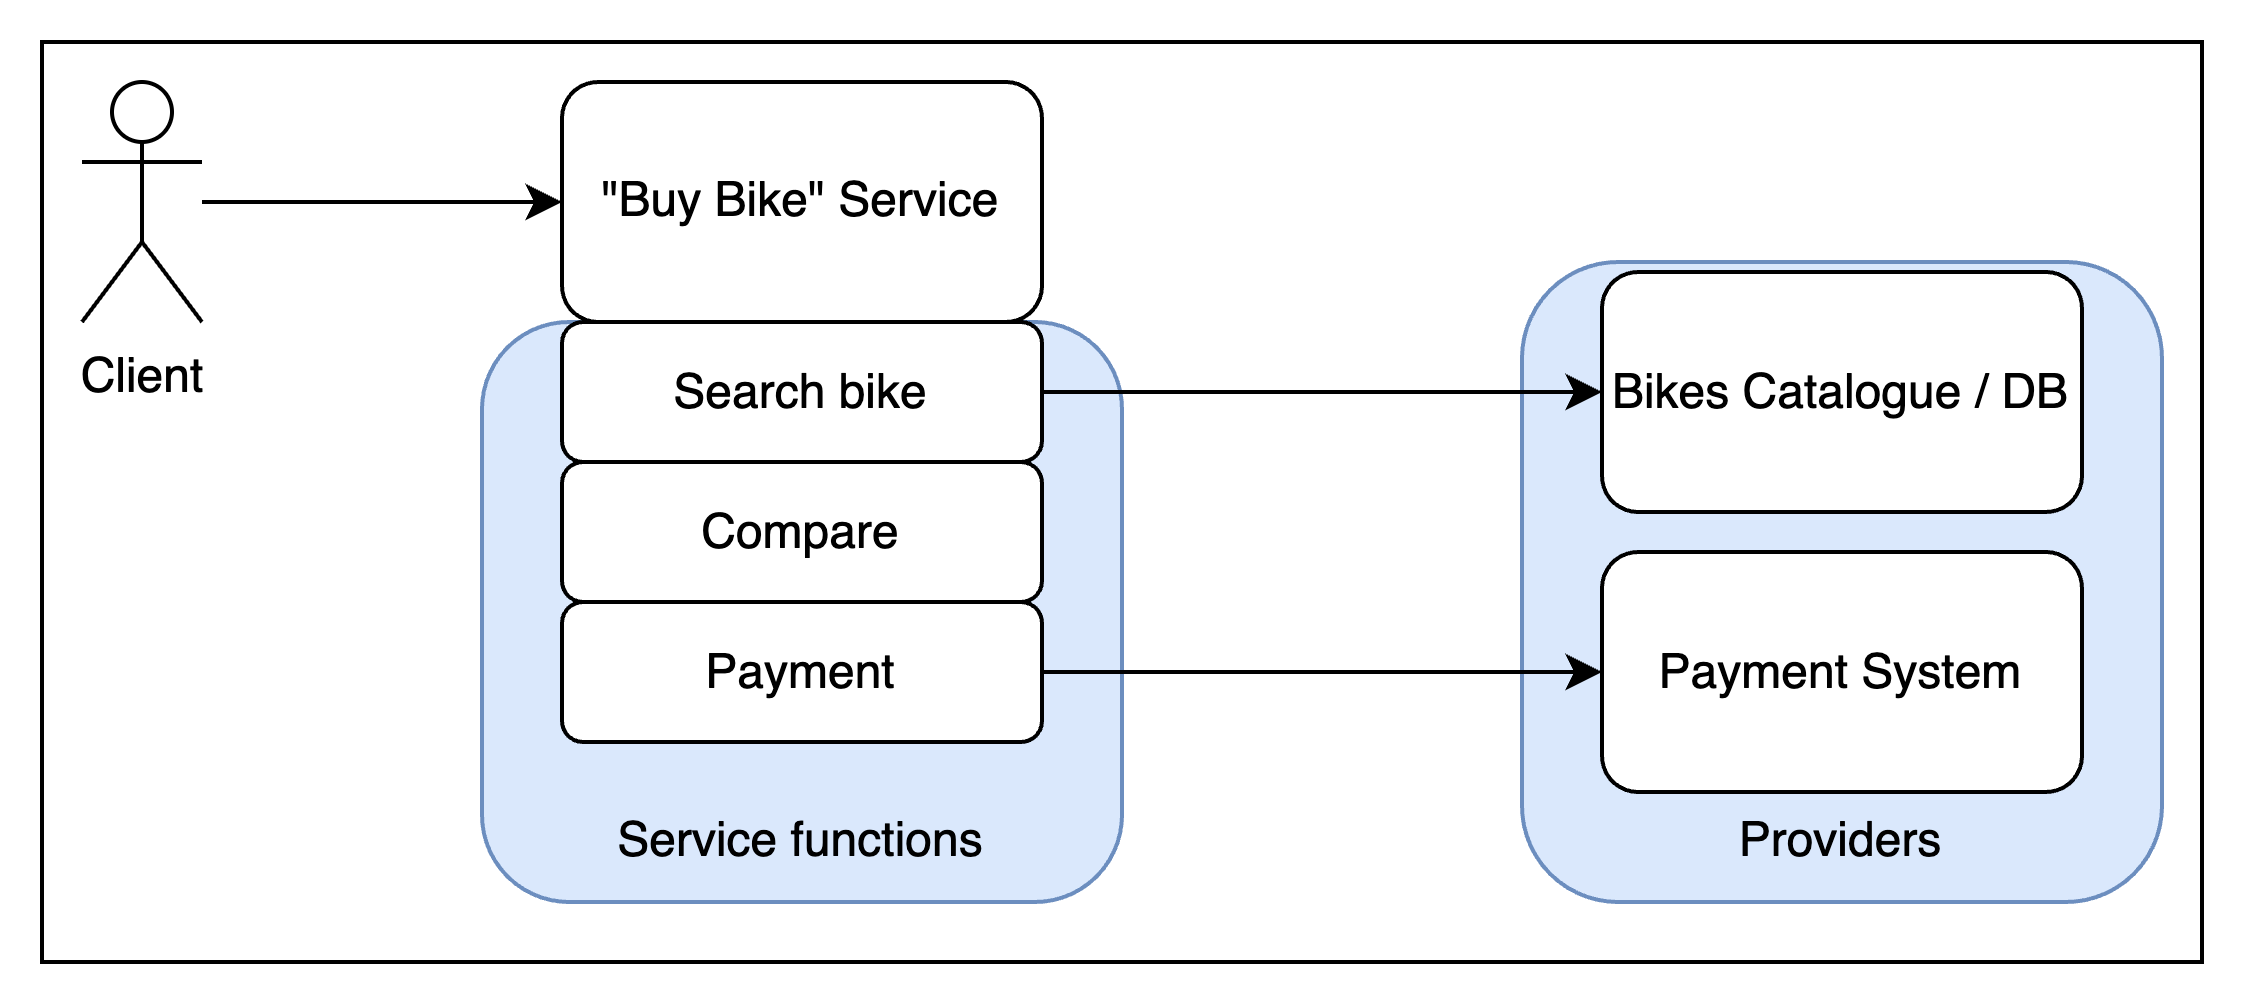 "Buy Bike" Service
Client
Search bike
Bikes Catalogue / DB
Compare
Payment
Payment System
Service functions
Providers